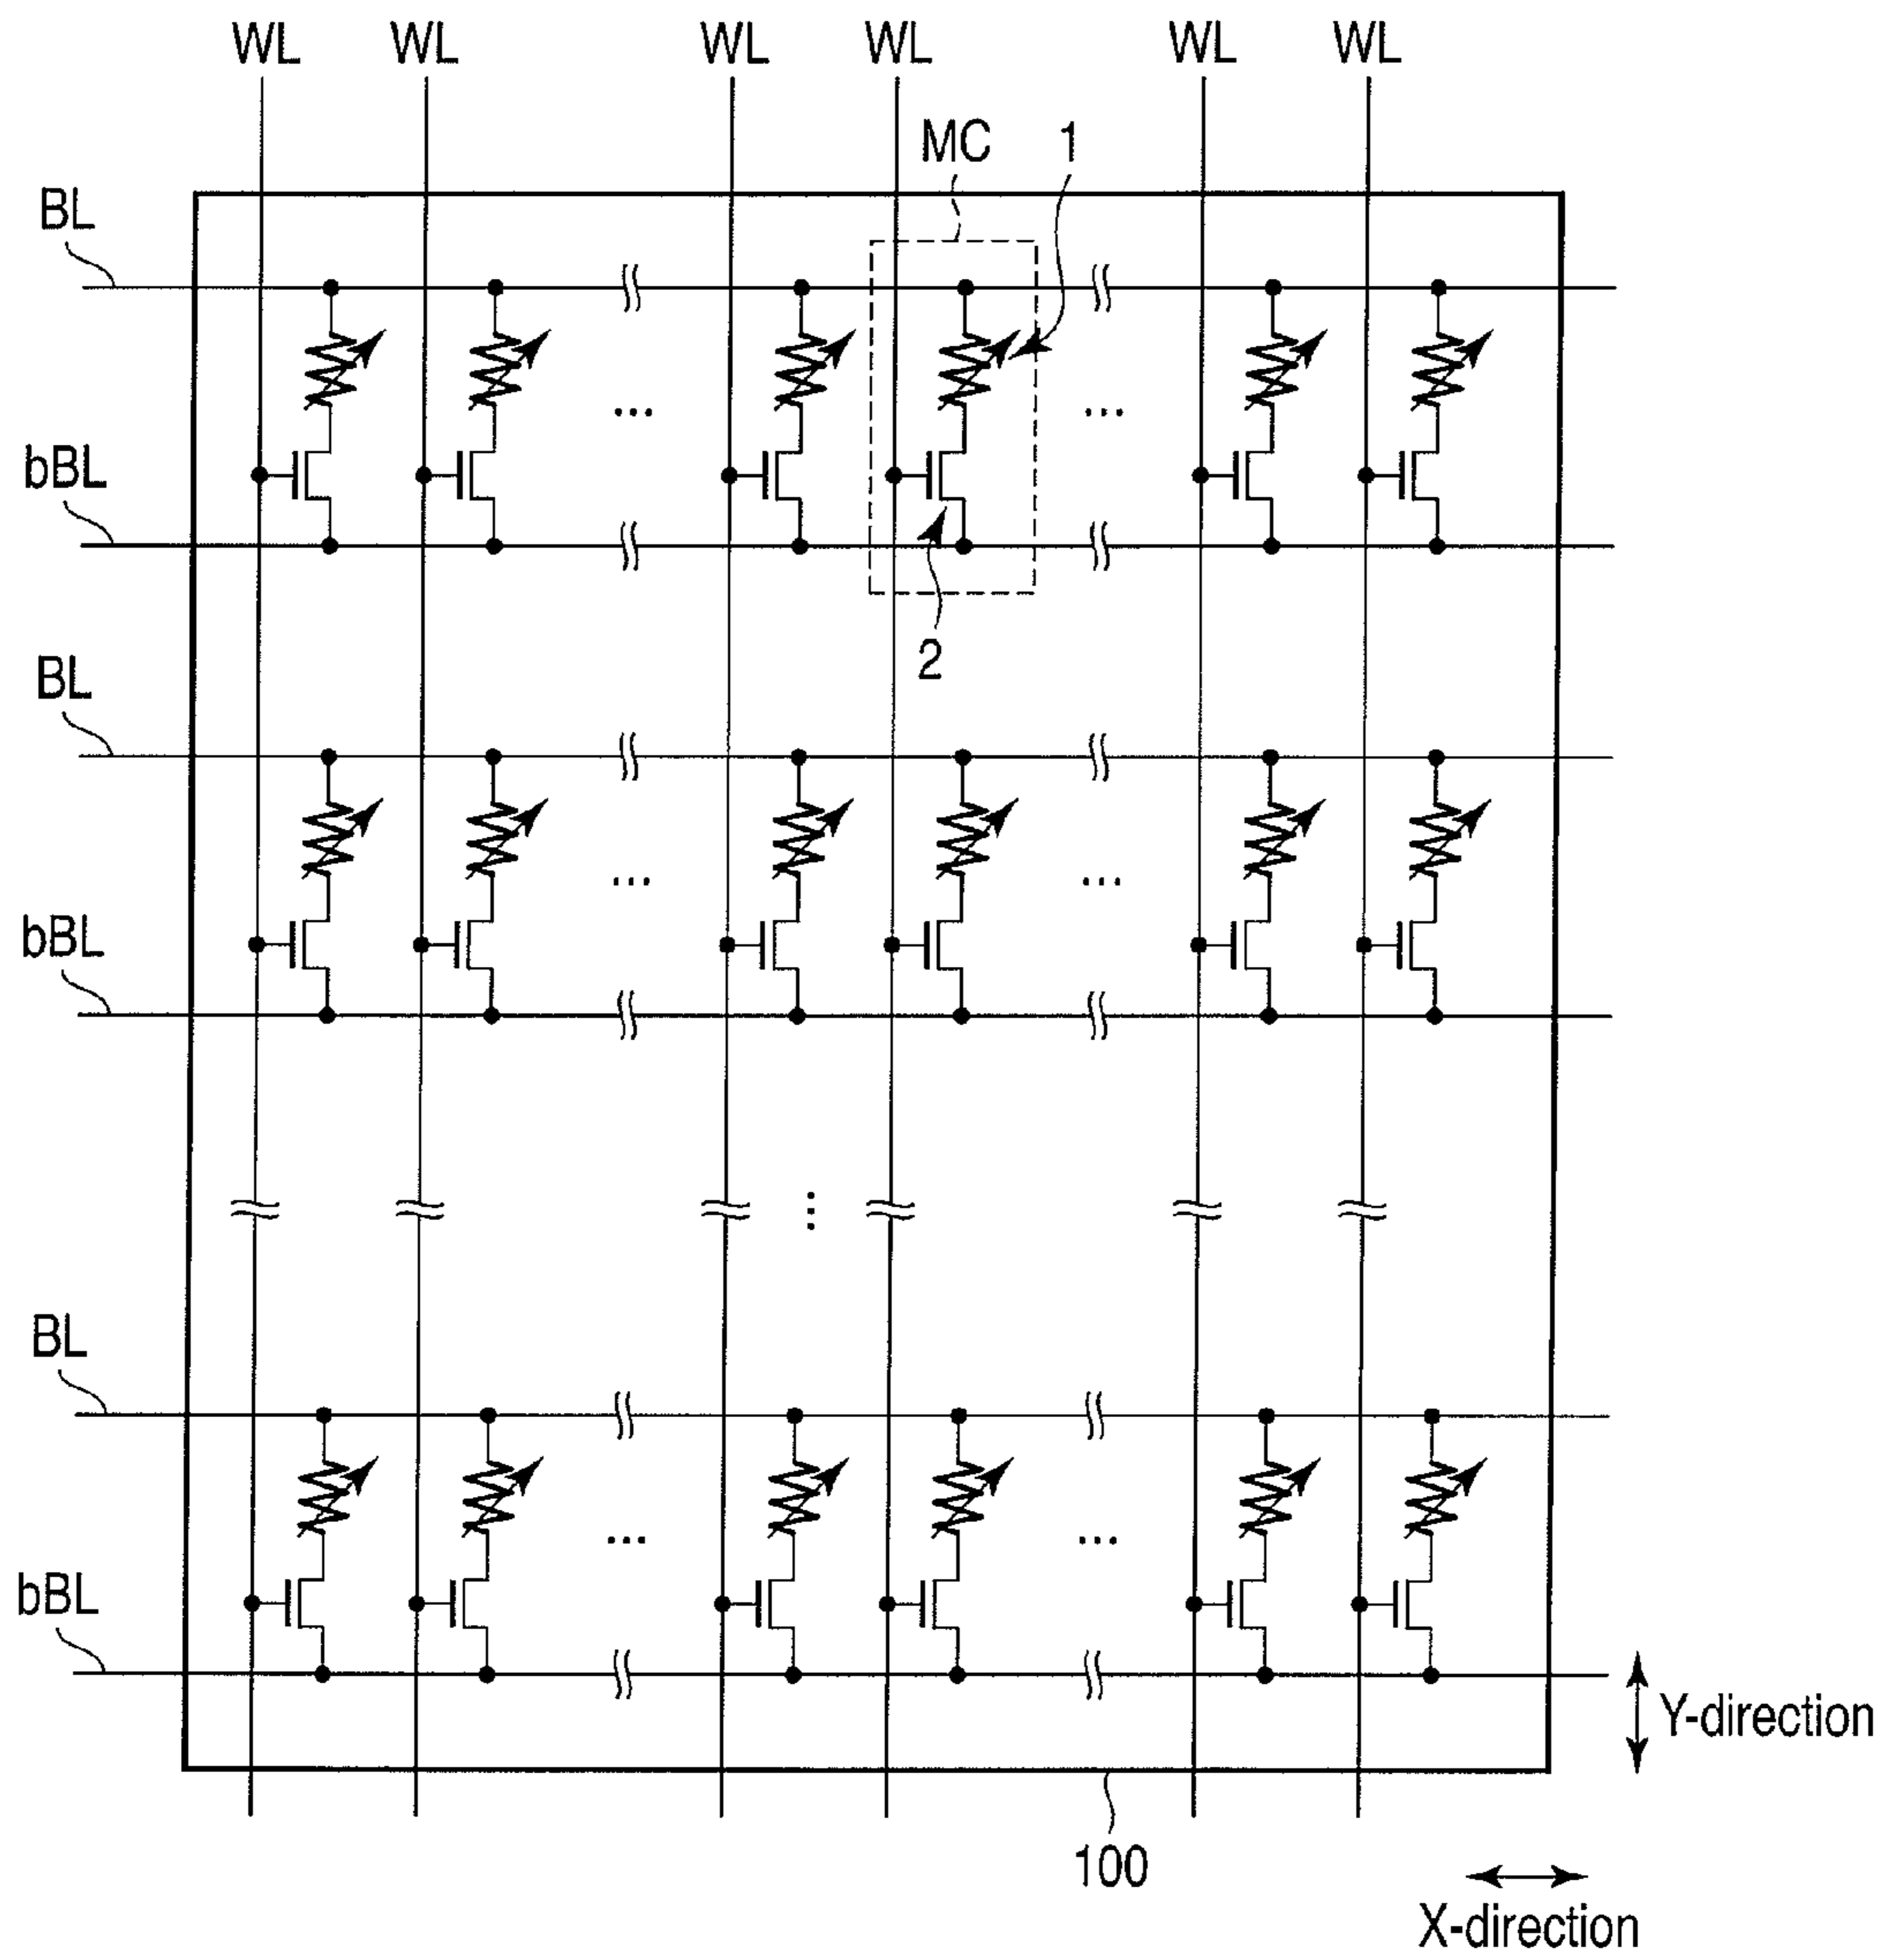 WL WL WL WL WL WL
MC 1
BL
bBL
2
BL
...
...
bBL
...
...
⋮
BL
bBL
...
...
Y-direction
100
X-direction